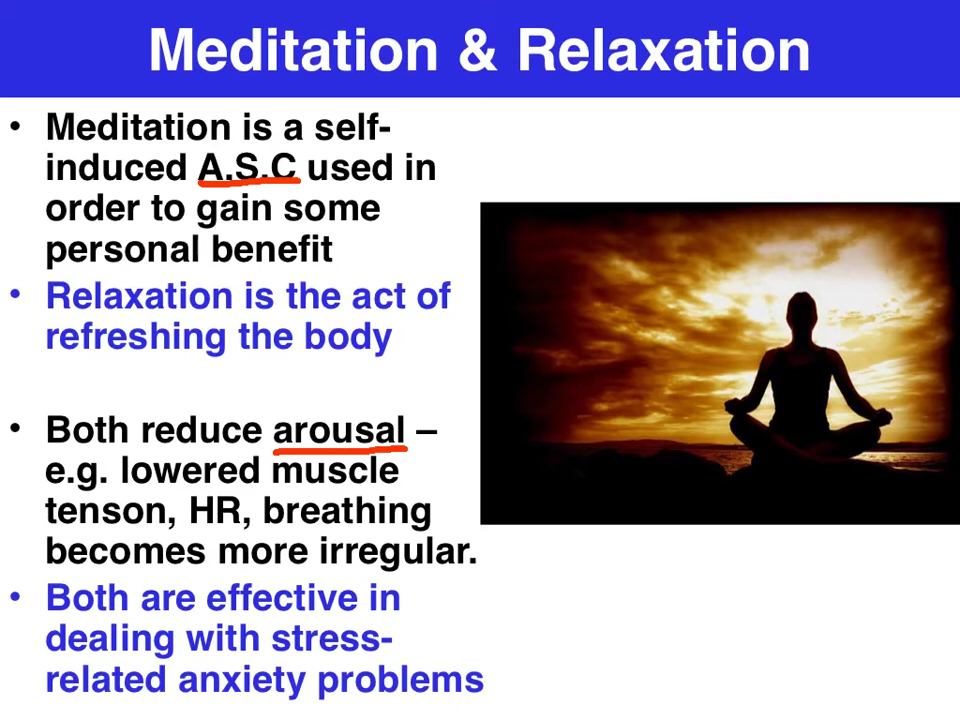 Meditation & Relaxation
• Meditation is a self-
induced A.S.C used in
order to gain some
personal benefit
• Relaxation is the act of
refreshing the body
• Both reduce arousal –
e.g. lowered muscle
tenson, HR, breathing
becomes more irregular.
• Both are effective in
dealing with stress-
related anxiety problems